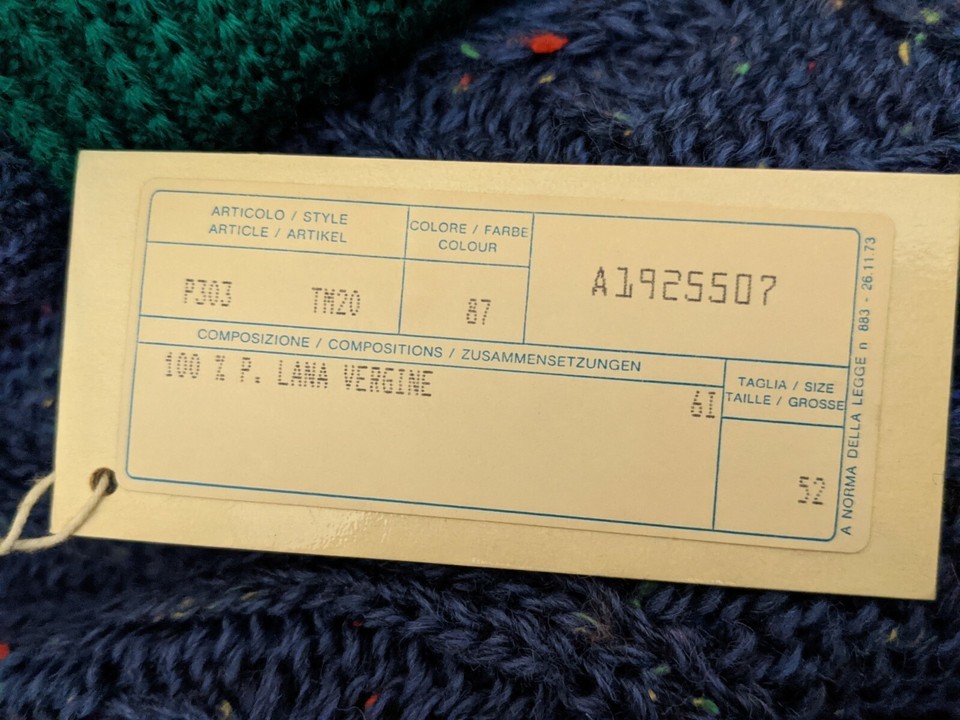 ARTICOLO / STYLE
ARTICLE / ARTIKEL
COLORE / FARBE
COLOUR
A1925507
P303 TM20
87
COMPOSIZIONE / COMPOSITIONS / ZUSAMMENSETZUNGEN
100 % P. LANA VERGINE
6I
TAGLIA / SIZE
TAILLE / GROSSE
52
A NORMA DELLA LEGGE n 883 - 26.11.73